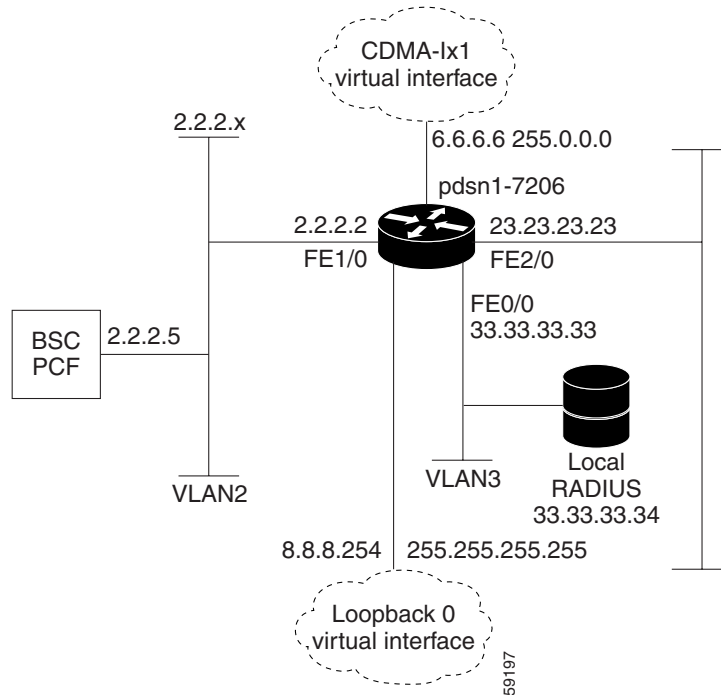 CDMA-Ix1
virtual interface
2.2.2.x
6.6.6.6 255.0.0.0
pdsn1-7206
2.2.2.2
23.23.23.23
FE1/0
FE2/0
FE0/0
33.33.33.33
BSC
PCF
2.2.2.5
Local
RADIUS
33.33.33.34
VLAN2
VLAN3
8.8.8.254
255.255.255.255
Loopback 0
virtual interface
59197